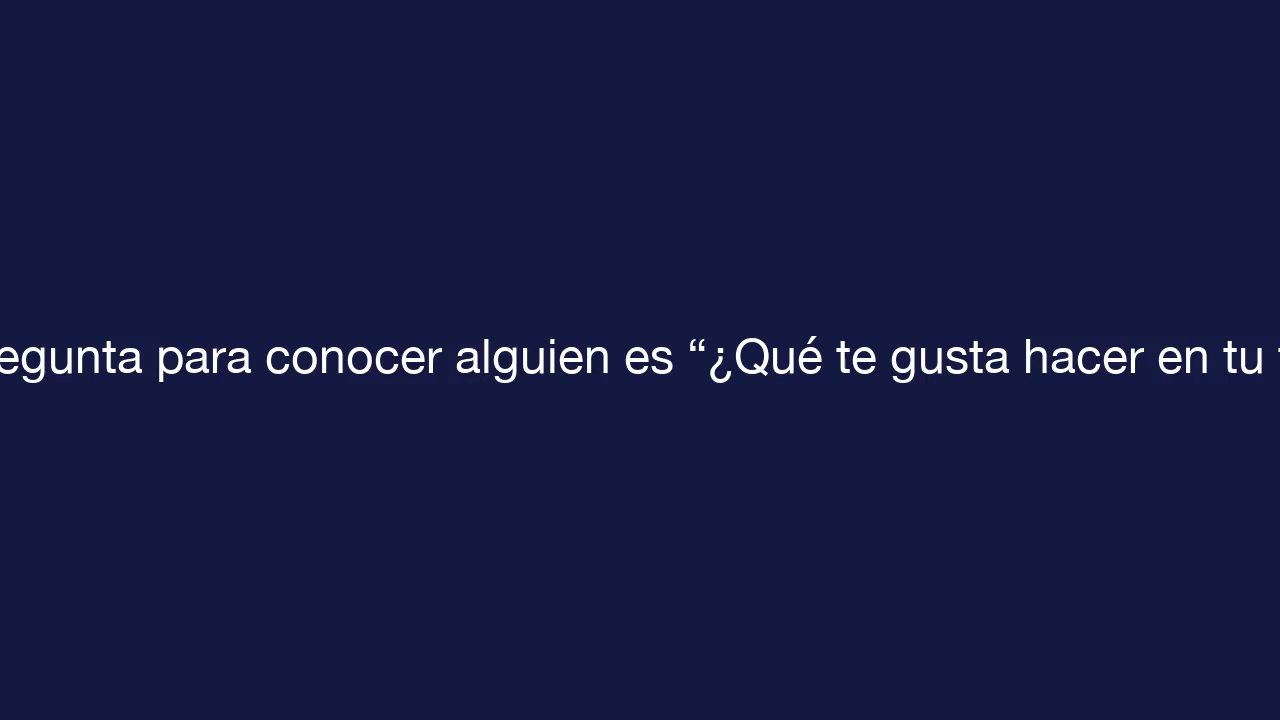 egunta para conocer alguien es “¿Qué te gusta hacer en tu